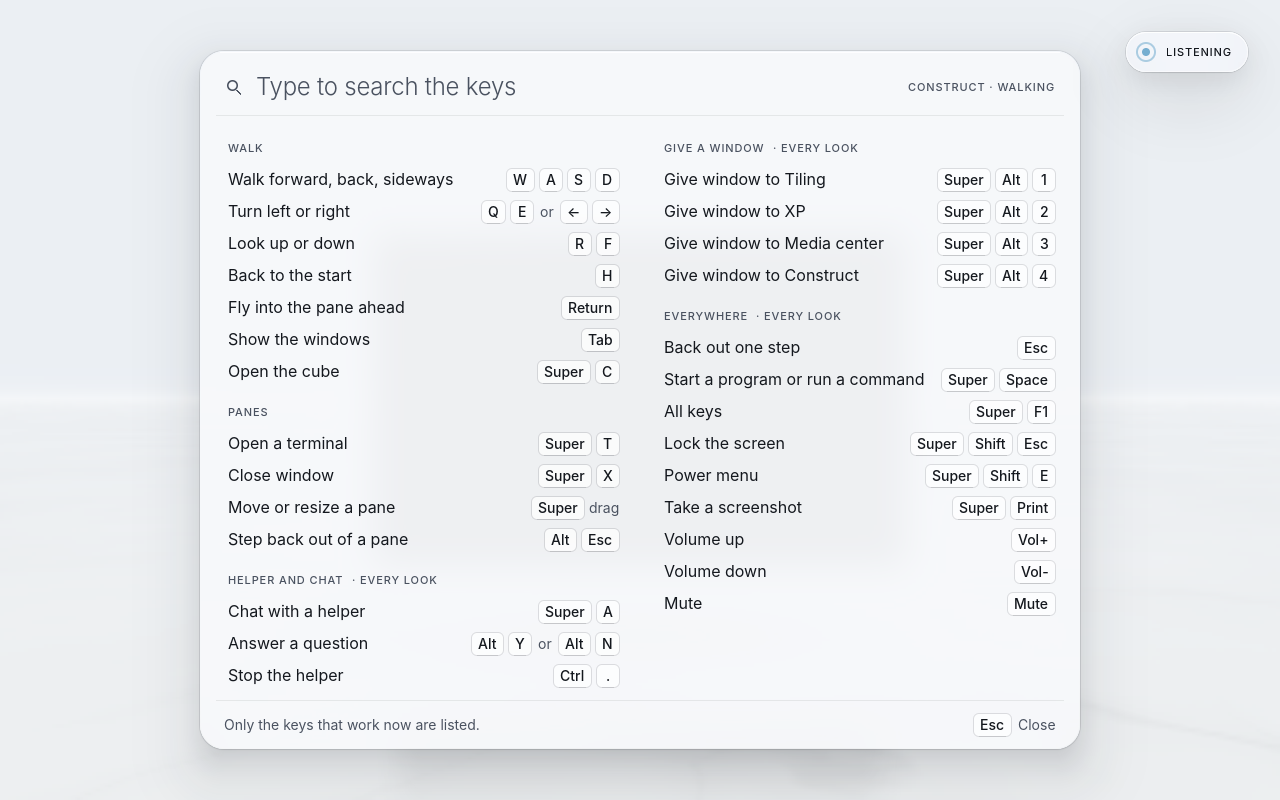 Type to search the keys
CONSTRUCT · WALKING
LISTENING
WALK
Walk forward, back, sideways W A S D
Turn left or right Q E or ← →
Look up or down R F
Back to the start H
Fly into the pane ahead Return
Show the windows Tab
Open the cube Super C
PANES
Open a terminal Super T
Close window Super X
Move or resize a pane Super drag
Step back out of a pane Alt Esc
HELPER AND CHAT · EVERY LOOK
Chat with a helper Super A
Answer a question Alt Y or Alt N
Stop the helper Ctrl .
GIVE A WINDOW · EVERY LOOK
Give window to Tiling Super Alt 1
Give window to XP Super Alt 2
Give window to Media center Super Alt 3
Give window to Construct Super Alt 4
EVERYWHERE · EVERY LOOK
Back out one step Esc
Start a program or run a command Super Space
All keys Super F1
Lock the screen Super Shift Esc
Power menu Super Shift E
Take a screenshot Super Print
Volume up Vol+
Volume down Vol-
Mute Mute
Only the keys that work now are listed.
Esc Close